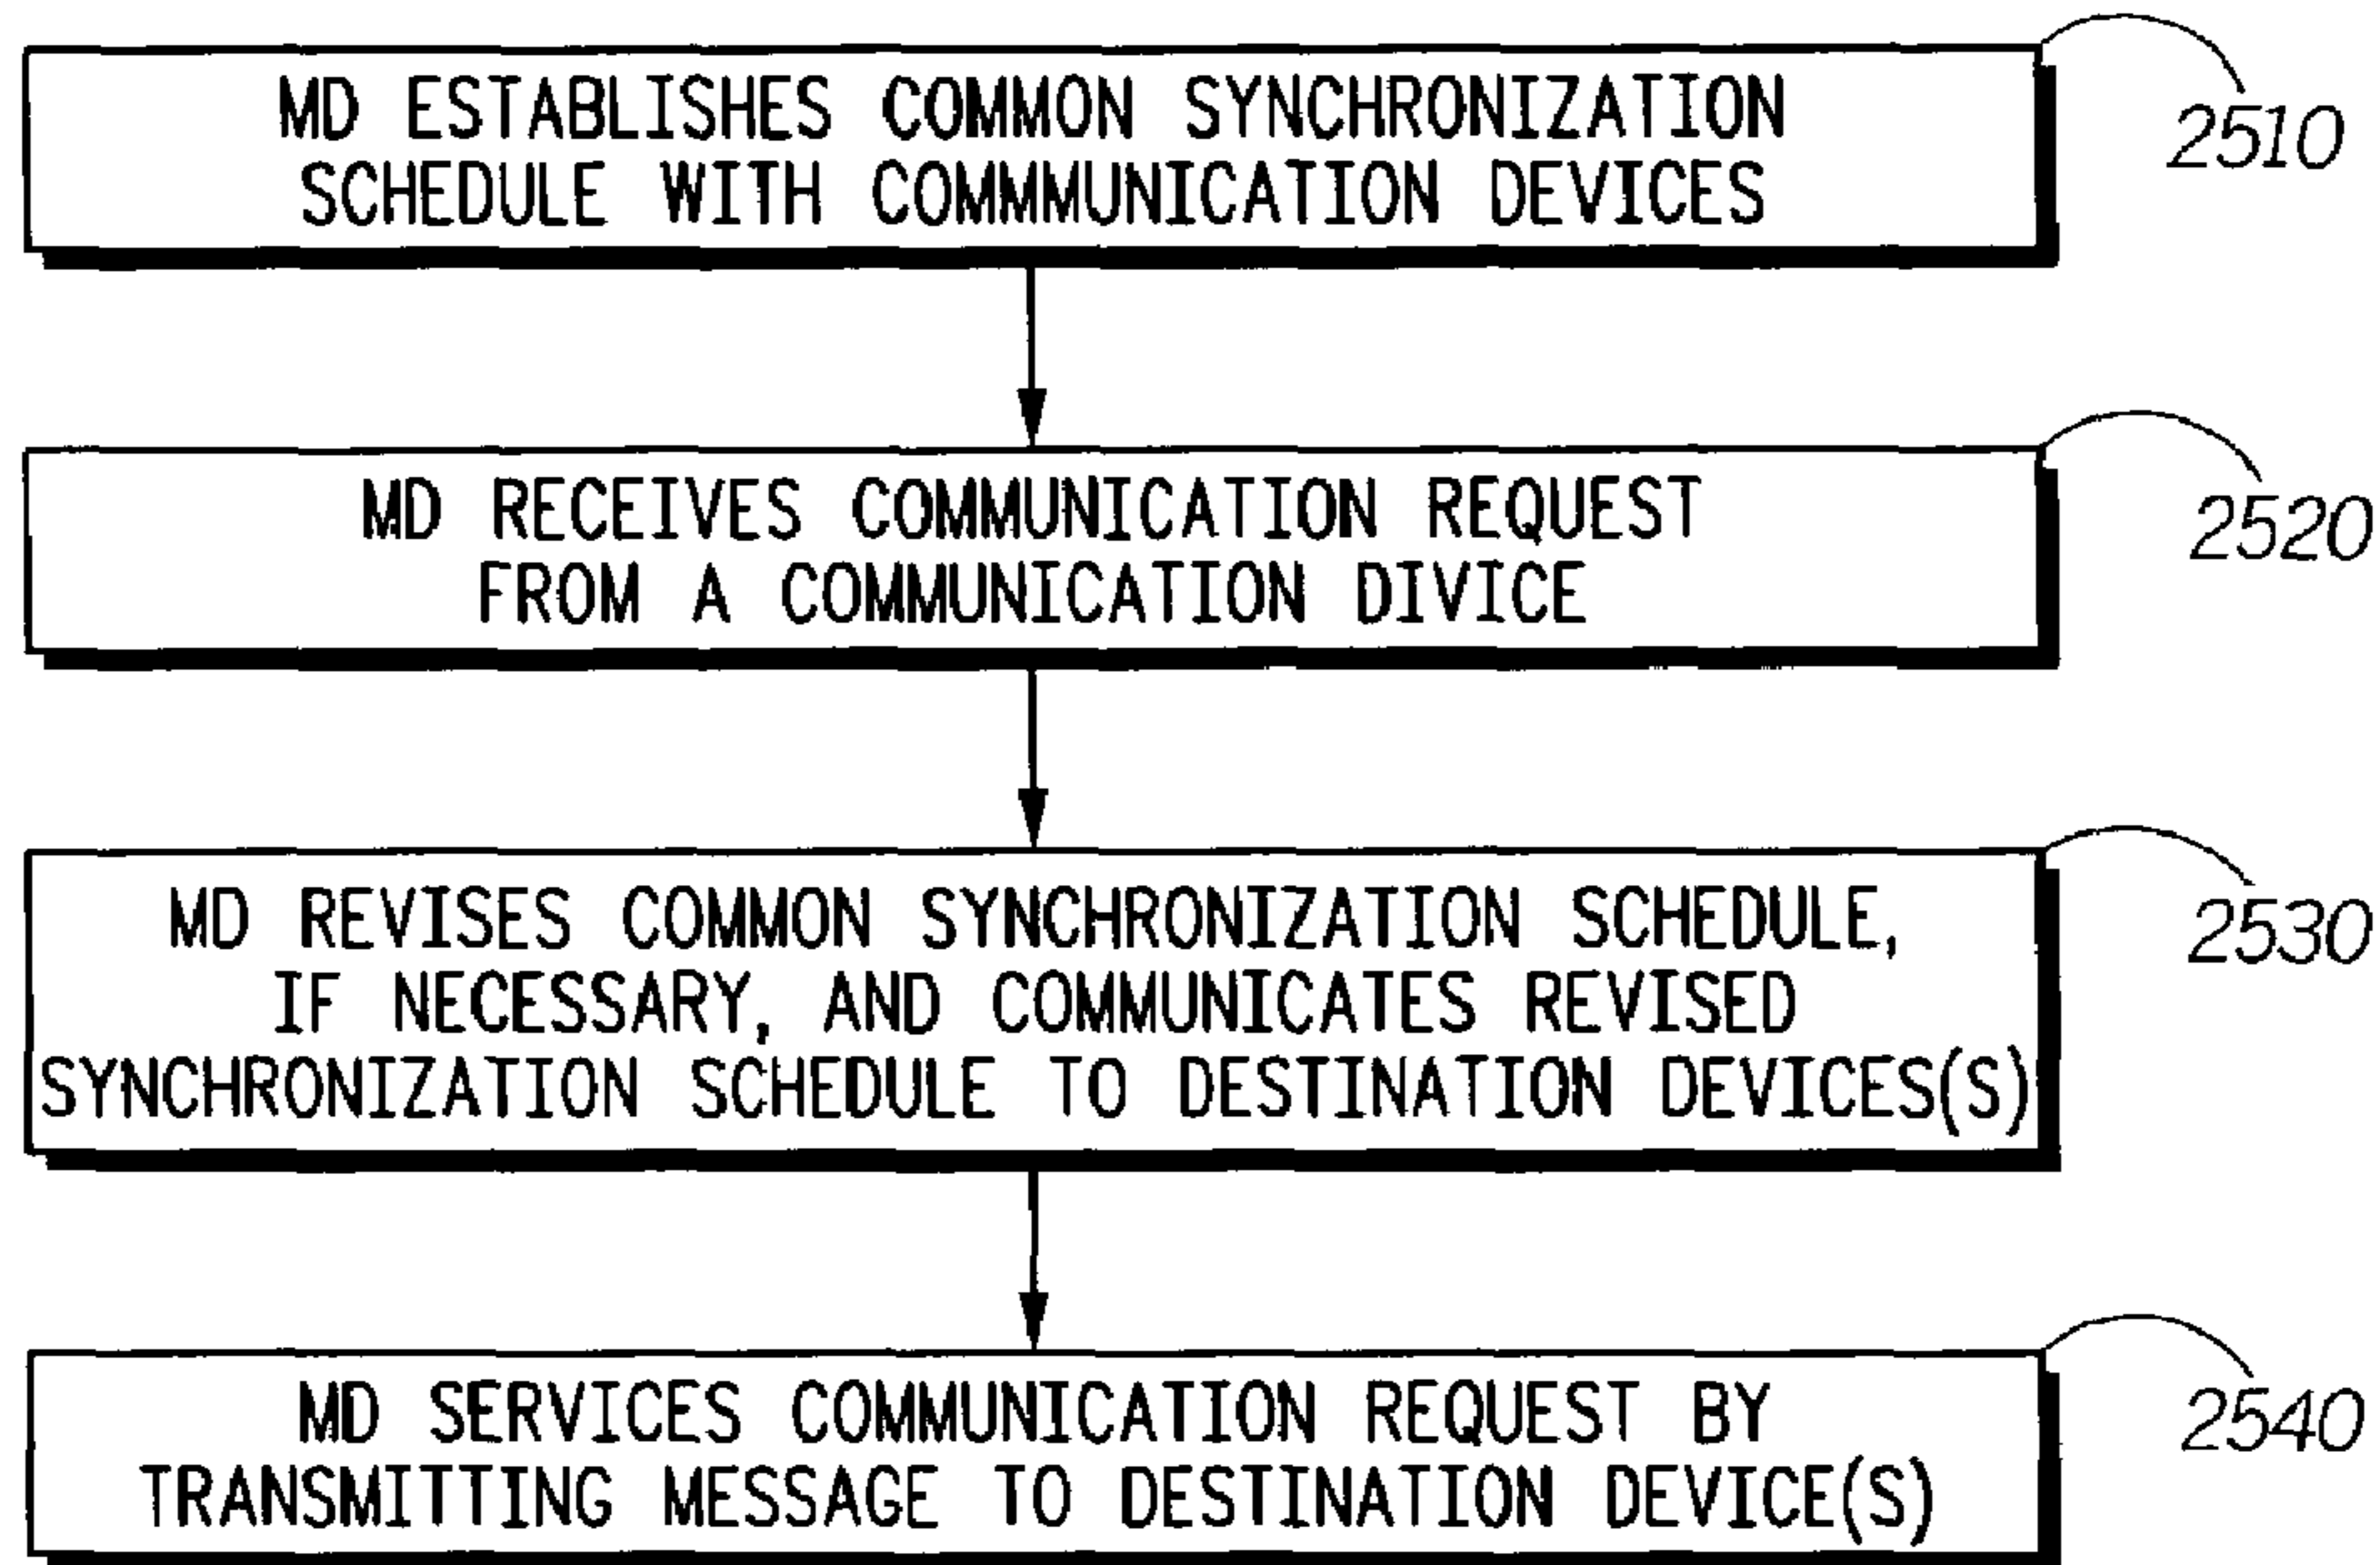 MD ESTABLISHES COMMON SYNCHRONIZATION
SCHEDULE WITH COMMMUNICATION DEVICES
2510
MD RECEIVES COMMUNICATION REQUEST
FROM A COMMUNICATION DIVICE
2520
MD REVISES COMMON SYNCHRONIZATION SCHEDULE,
IF NECESSARY, AND COMMUNICATES REVISED
SYNCHRONIZATION SCHEDULE TO DESTINATION DEVICES(S)
2530
MD SERVICES COMMUNICATION REQUEST BY
TRANSMITTING MESSAGE TO DESTINATION DEVICE(S)
2540